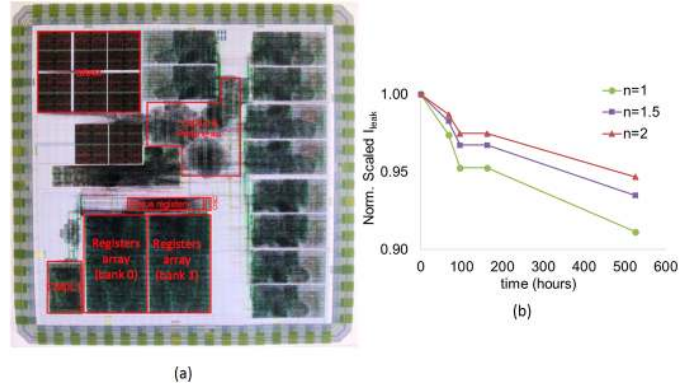 Registers
array
(bank 0)
Registers
array
(bank 1)
(a)
n=1
n=1.5
n=2
Norm. Scaled I_leak
1.00
0.95
0.90
0
100
200
300
400
500
600
time (hours)
(b)